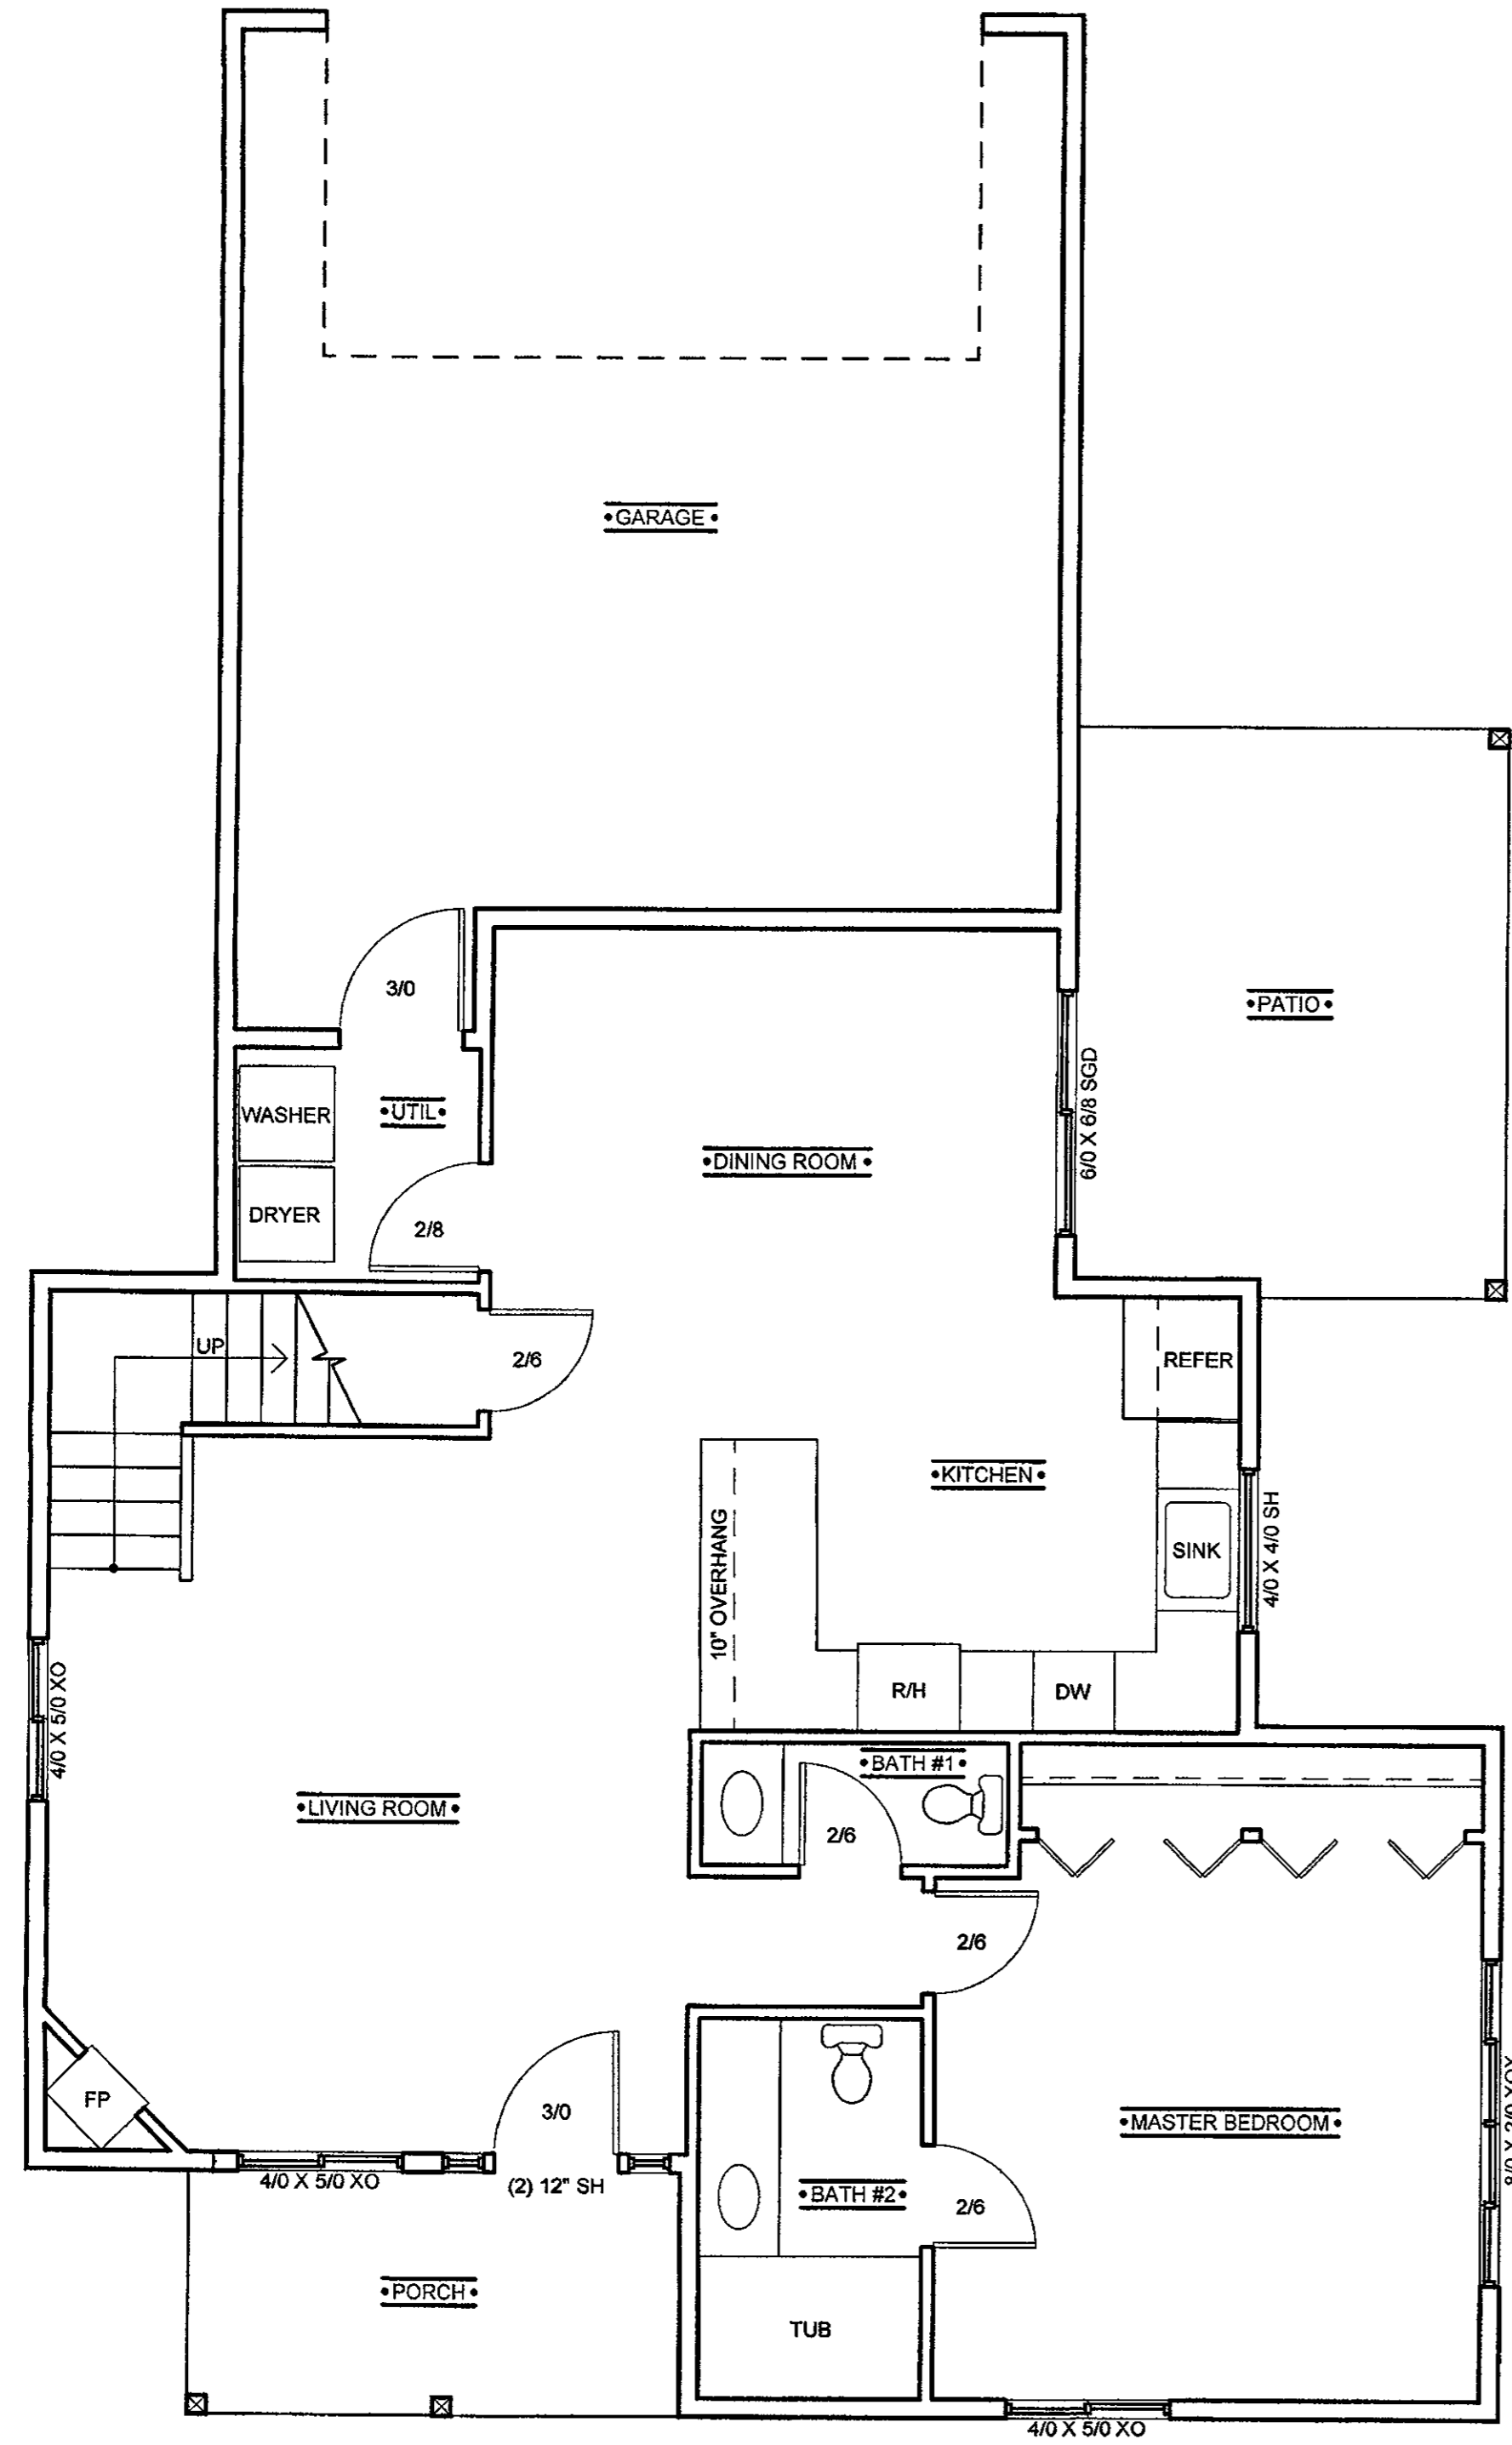 •GARAGE•
3/0
•PATIO•
6/0 X 6/8 SGD
WASHER
•UTIL•
•DINING ROOM•
DRYER
2/8
UP
2/6
REFER
•KITCHEN•
10" OVERHANG
SINK
4/0 X 4/0 SH
R/H
DW
4/0 X 5/0 XO
•BATH #1•
•LIVING ROOM•
2/6
2/6
FP
3/0
•MASTER BEDROOM•
4/0 X 5/0 XO
(2) 12" SH
•BATH #2•
2/6
•PORCH•
TUB
4/0 X 5/0 XO